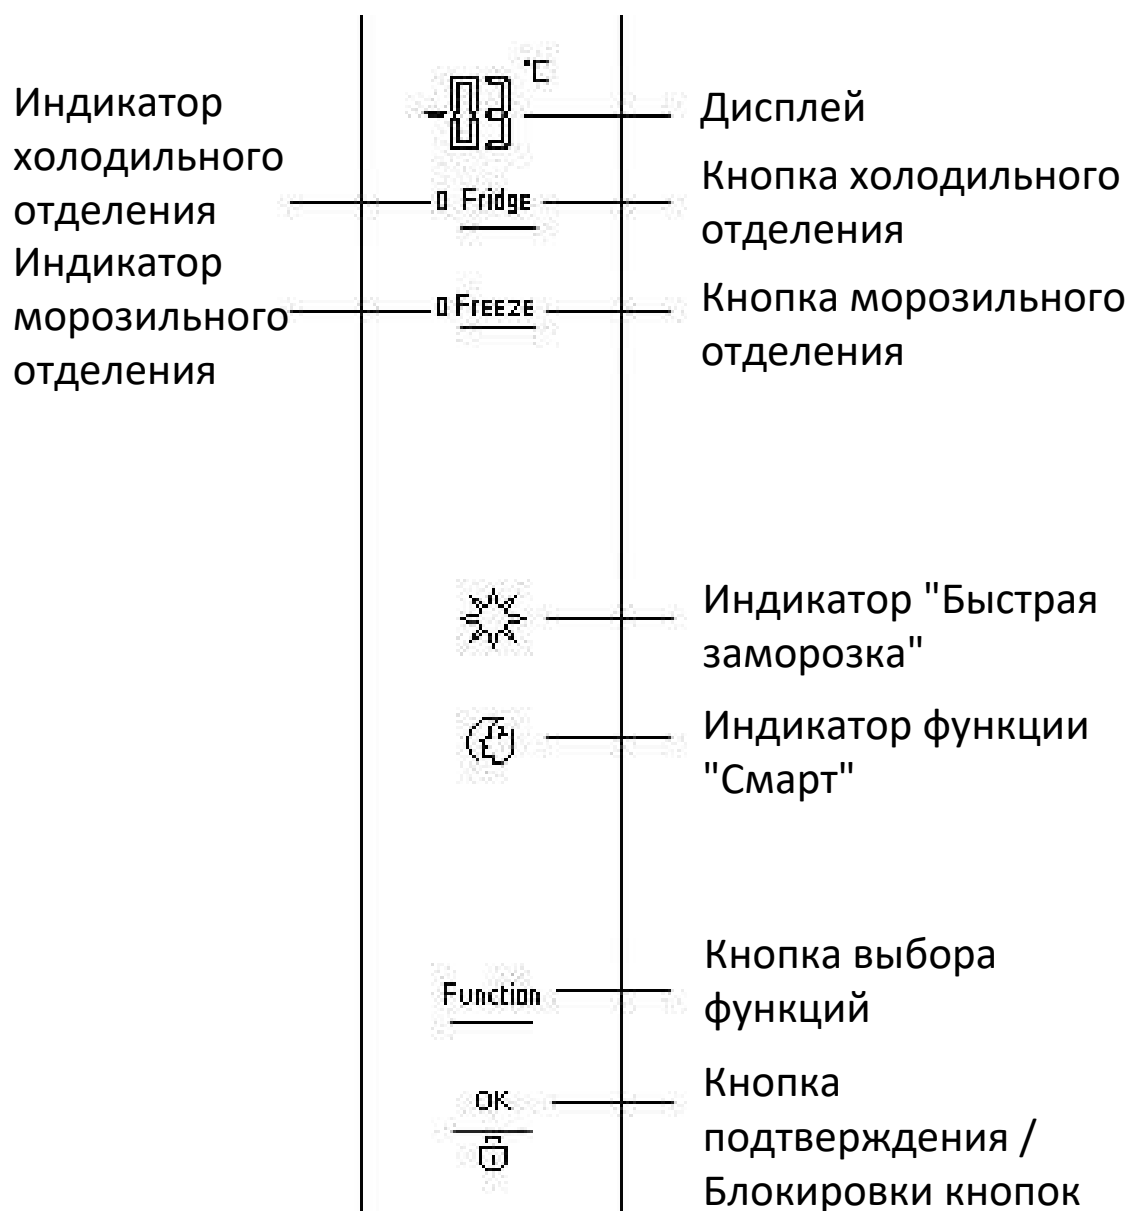 Индикатор
холодильного
отделения
Индикатор
морозильного
отделения
-03 °C
Fridge
Freeze
Function
OK
Дисплей
Кнопка холодильного
отделения
Кнопка морозильного
отделения
Индикатор "Быстрая
заморозка"
Индикатор функции
"Смарт"
Кнопка выбора
функций
Кнопка
подтверждения /
Блокировки кнопок